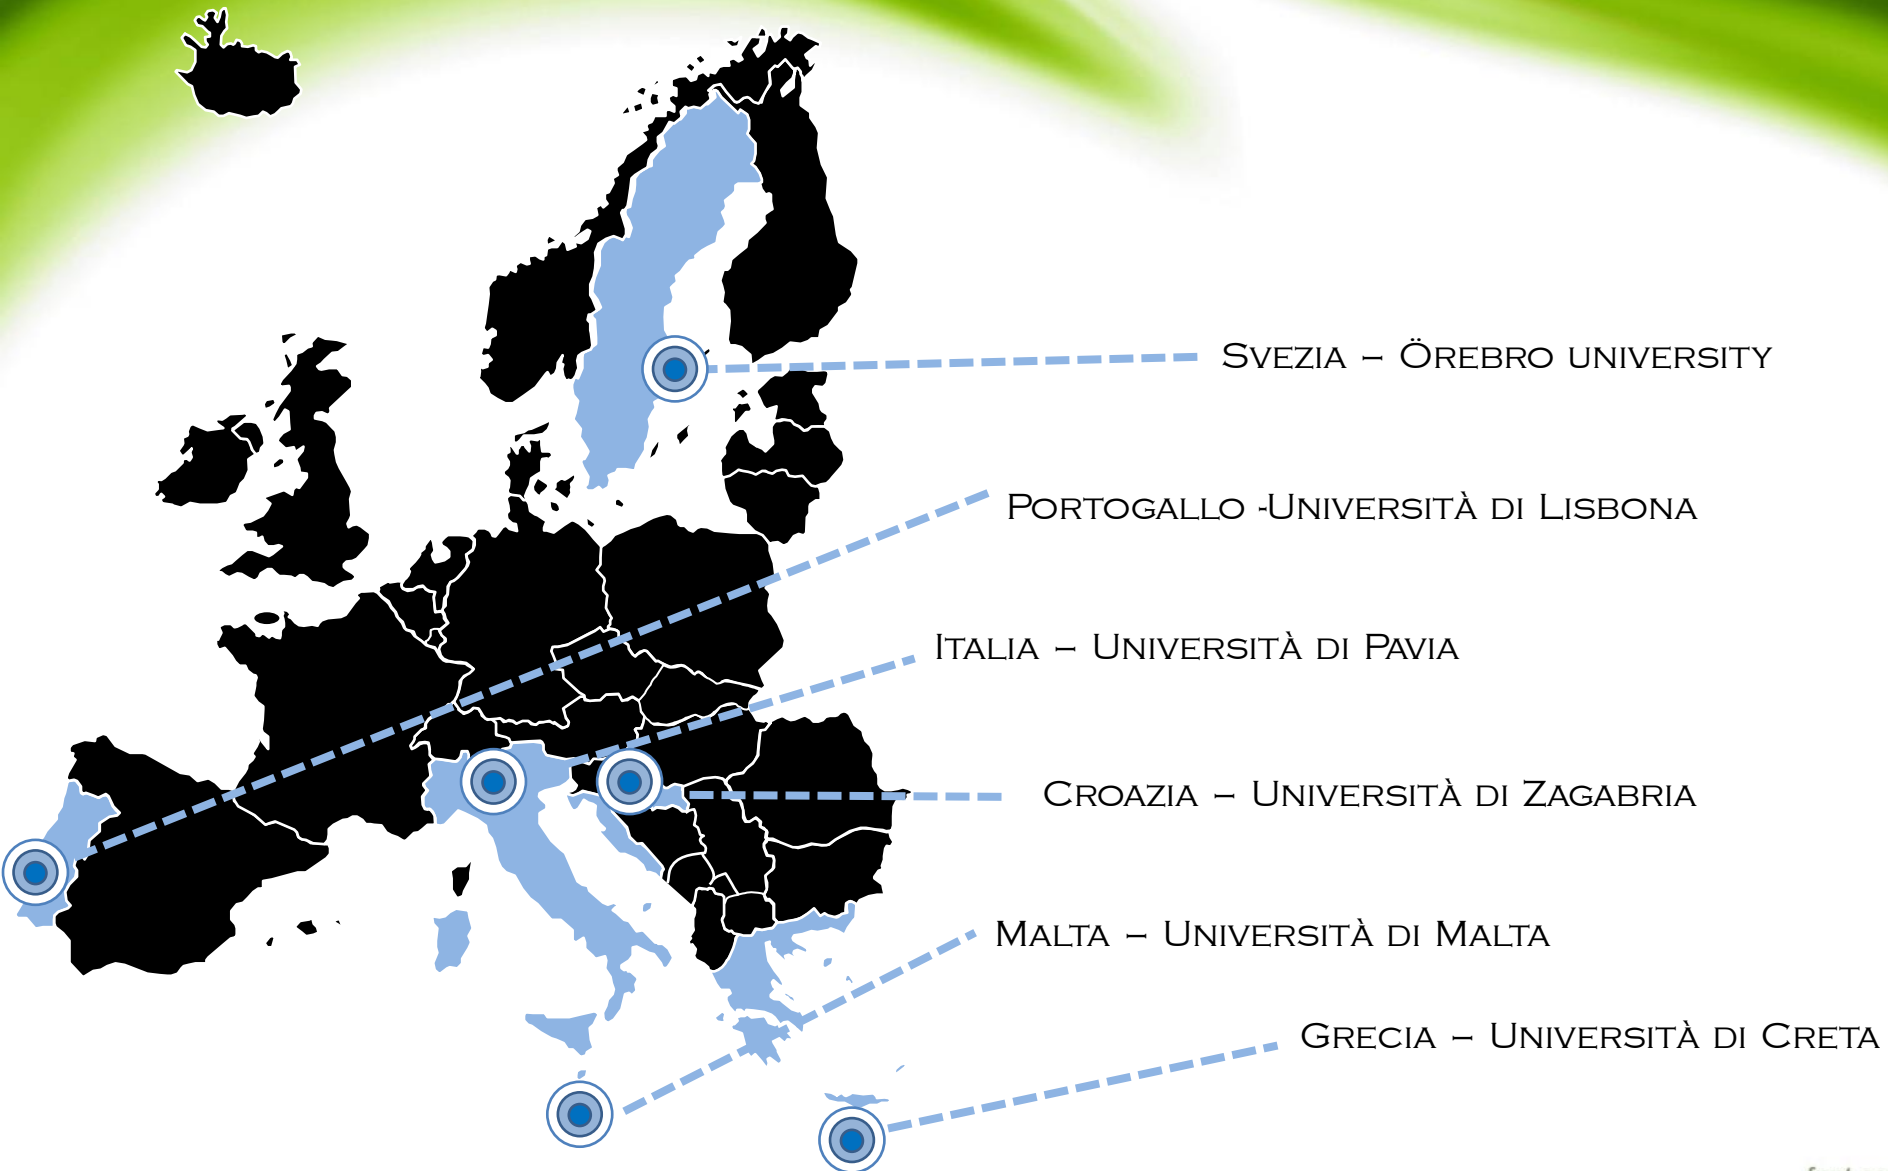 Svezia – Örebro university
Portogallo -Università di Lisbona
Italia – Università di Pavia
Croazia – Università di Zagabria
Malta – Università di Malta
Grecia – Università di Creta